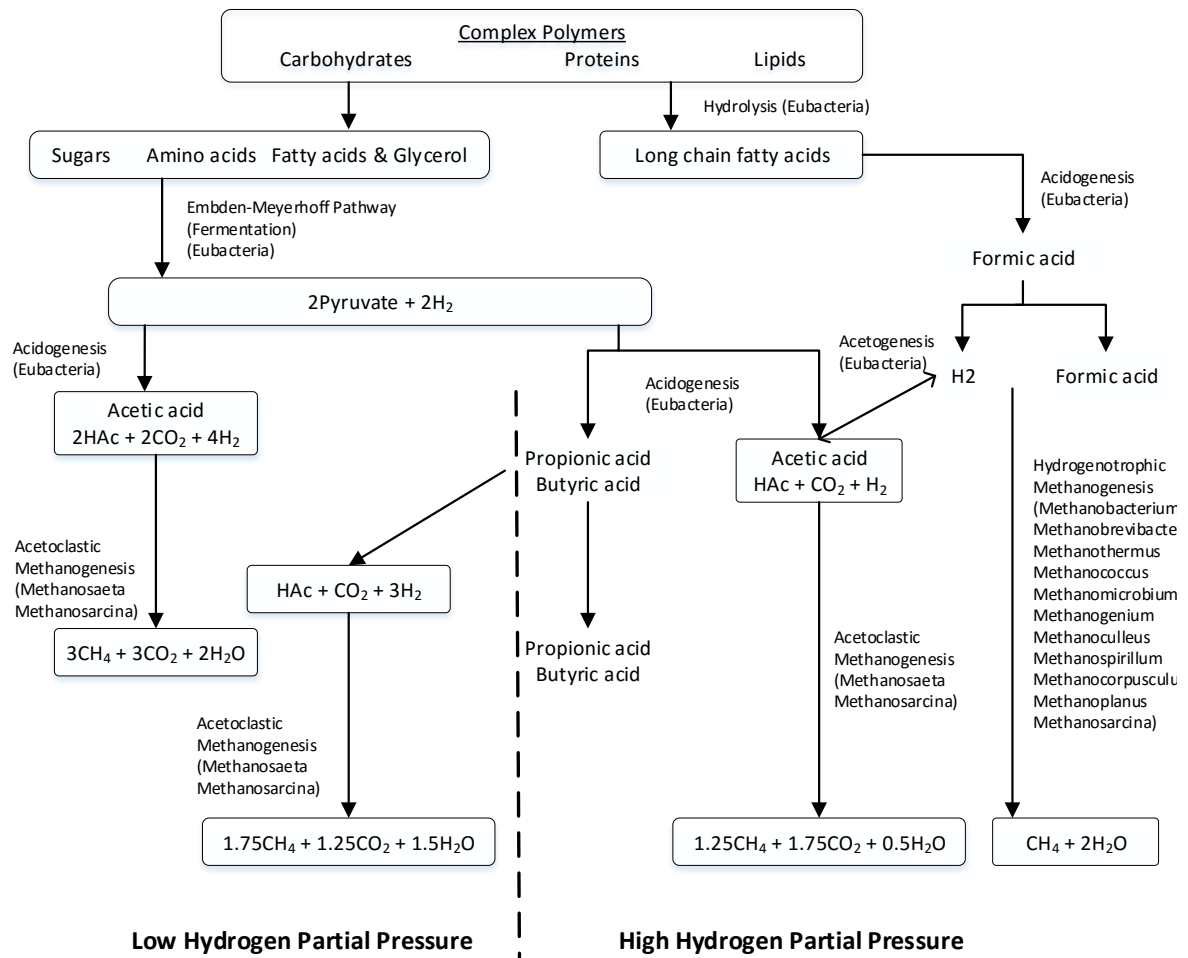 Complex Polymers
Carbohydrates Proteins Lipids
Hydrolysis (Eubacteria)
Sugars Amino acids Fatty acids & Glycerol
Long chain fatty acids
Acidogenesis
(Eubacteria)
Embden-Meyerhoff Pathway
(Fermentation)
(Eubacteria)
Formic acid
2Pyruvate + 2H₂
Acidogenesis
(Eubacteria)
Acetogenesis
(Eubacteria)
H2
Formic acid
Acidogenesis
(Eubacteria)
Acetic acid
2HAc + 2CO₂ + 4H₂
Propionic acid
Butyric acid
Acetic acid
HAc + CO₂ + H₂
Hydrogenotrophic
Methanogenesis
(Methanobacterium
Methanobrevibacte
Methanothermus
Methanococcus
Methanomicrobium
Methanogenium
Methanoculleus
Methanospirillum
Methanocorpusculu
Methanoplanus
Methanosarcina)
Acetoclastic
Methanogenesis
(Methanosaeta
Methanosarcina)
HAc + CO₂ + 3H₂
3CH₄ + 3CO₂ + 2H₂O
Propionic acid
Butyric acid
Acetoclastic
Methanogenesis
(Methanosaeta
Methanosarcina)
Acetoclastic
Methanogenesis
(Methanosaeta
Methanosarcina)
1.75CH₄ + 1.25CO₂ + 1.5H₂O
1.25CH₄ + 1.75CO₂ + 0.5H₂O
CH₄ + 2H₂O
Low Hydrogen Partial Pressure
High Hydrogen Partial Pressure